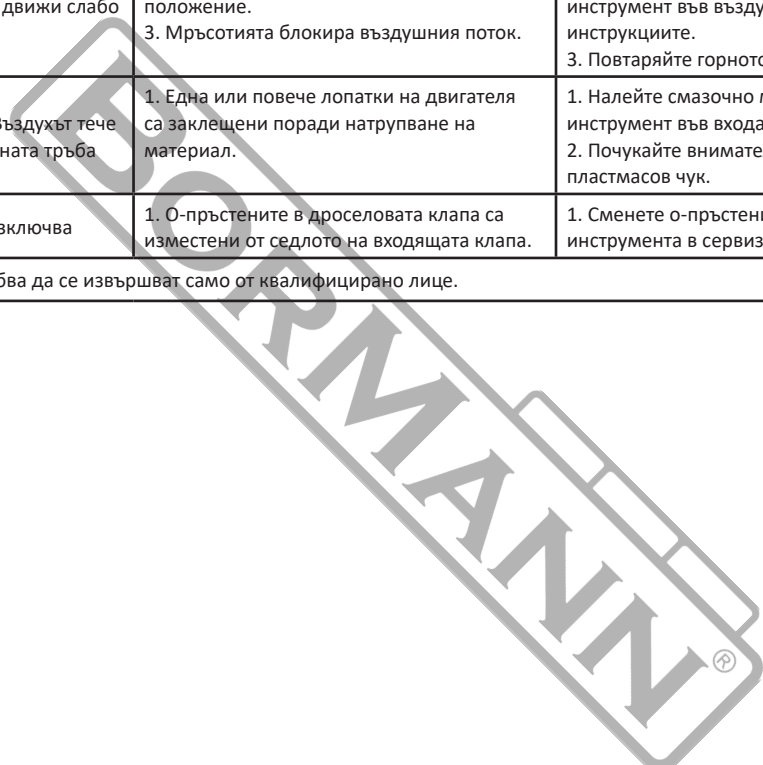 движи слабо
положение.
3. Мръсотията блокира въздушния поток.
инструмент във възду
инструкциите.
3. Повтаряйте горното
Въздухът тече
ната тръба
1. Една или повече лопатки на двигателя
са заклещени поради натрупване на
материал.
1. Налейте смазочно
инструмент във входа
2. Почукайте внимате
пластмасов чук.
зключва
1. О-пръстените в дроселовата клапа са
изместени от седлото на входящата клапа.
1. Сменете о-пръстен
инструмента в сервиз
бва да се извършват само от квалифицирано лице.
BORMANN®